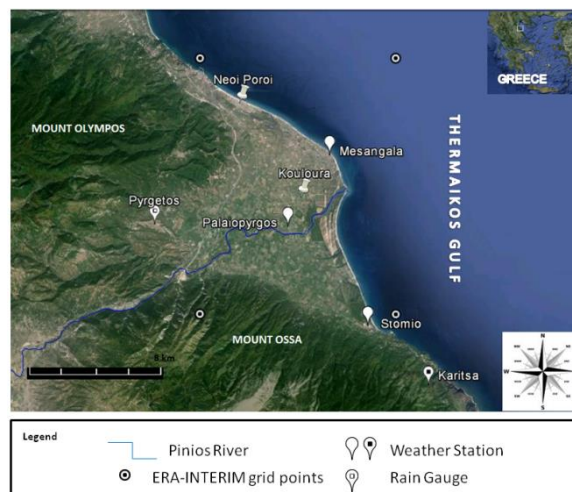 GREECE
Neoi Poroi
MOUNT OLYMPOS
Mesangala
THERMAIKOS GULF
Kouloura
Pyrgetos
Palaiopyrgos
Stomio
MOUNT OSSA
Karitsa
8 km
N
W
E
S
Legend
Pinios River
Weather Station
ERA-INTERIM grid points
Rain Gauge